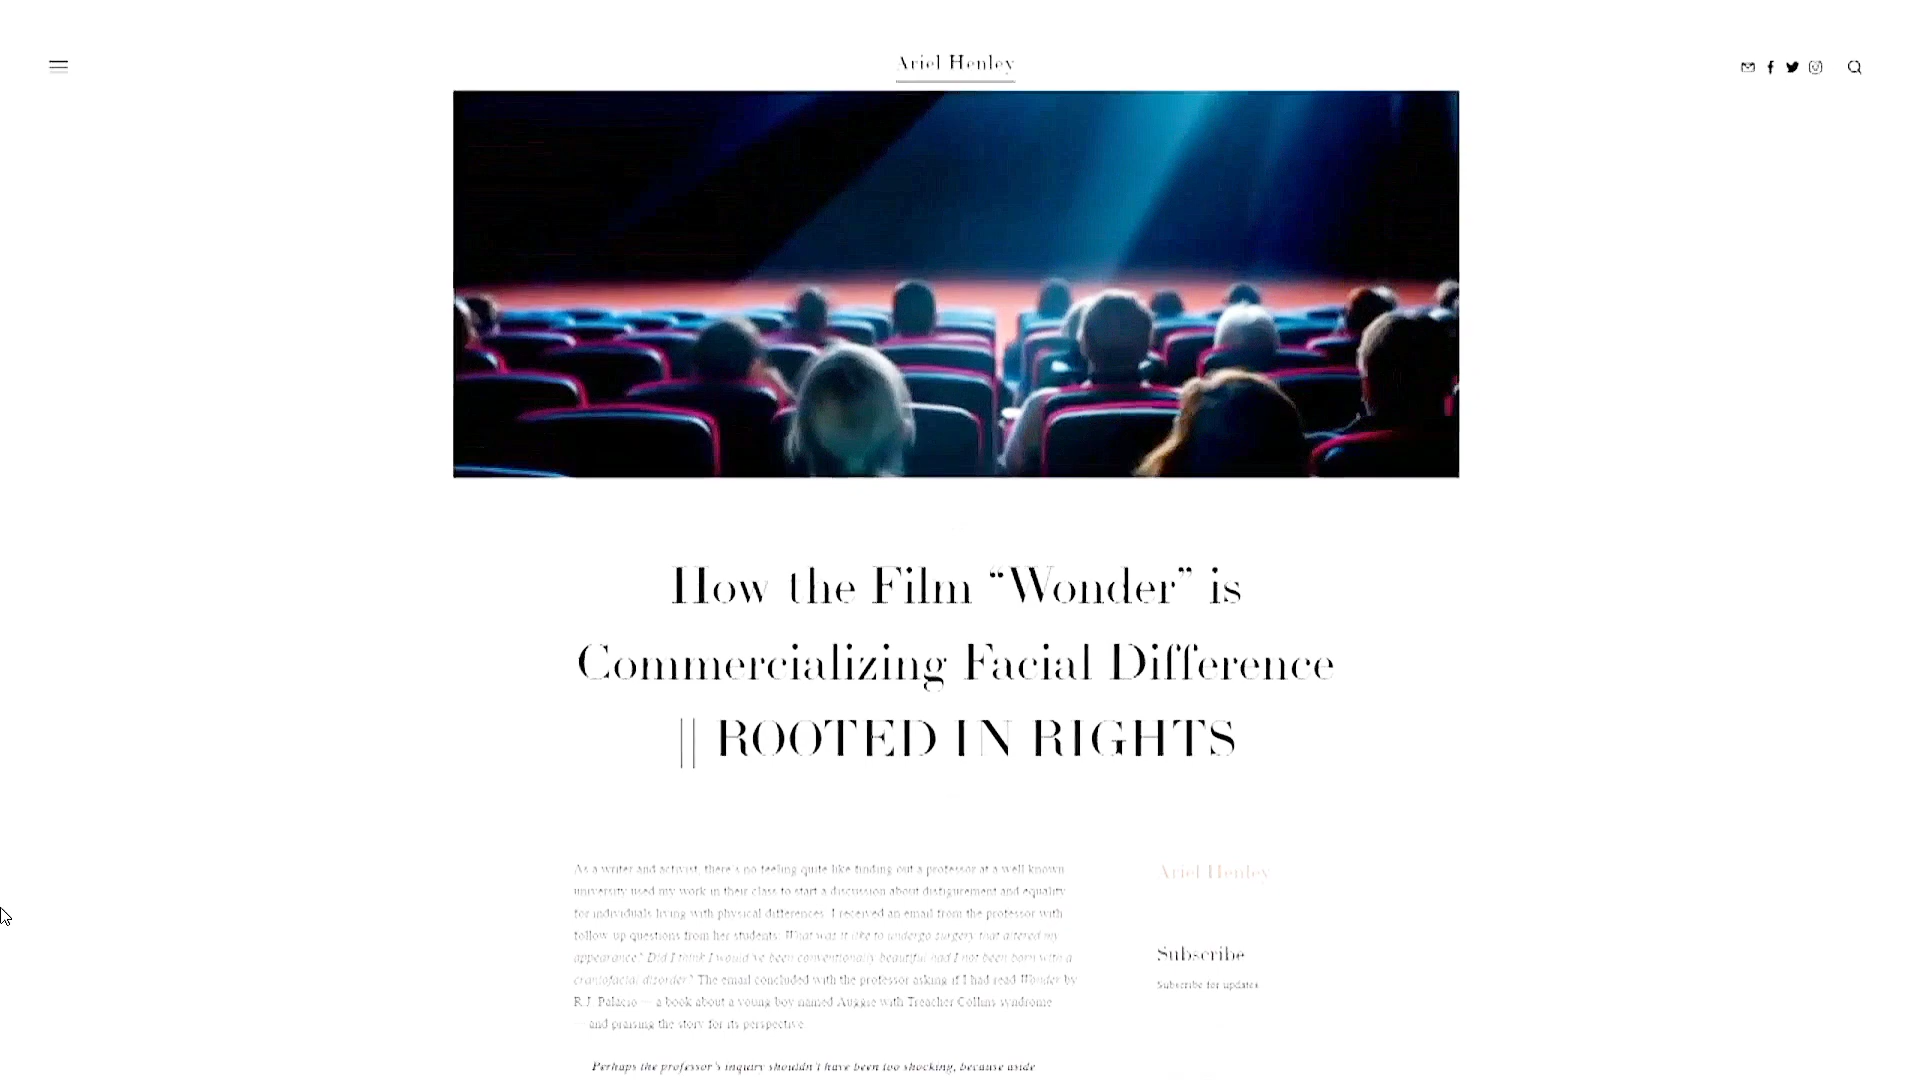 Ariel Henley
How the Film “Wonder” is
Commercializing Facial Difference
|| ROOTED IN RIGHTS
As a writer and activist, there’s no feeling quite like finding out a professor at a well known
university used my work in their class to start a discussion about disfigurement and equality
for individuals living with physical differences. I received an email from the professor with
follow-up questions from her students: What was it like to undergo surgery that altered my
appearance? Did I think I would’ve been conventionally beautiful had I not been born with a
craniofacial disorder? The email concluded with the professor asking if I had read Wonder by
R.J. Palacio — a book about a young boy named Auggie with Treacher Collins syndrome
— and praising the story for its perspective.
Perhaps the professor’s inquiry shouldn’t have been too shocking, because aside
Ariel Henley
Subscribe
Subscribe for updates